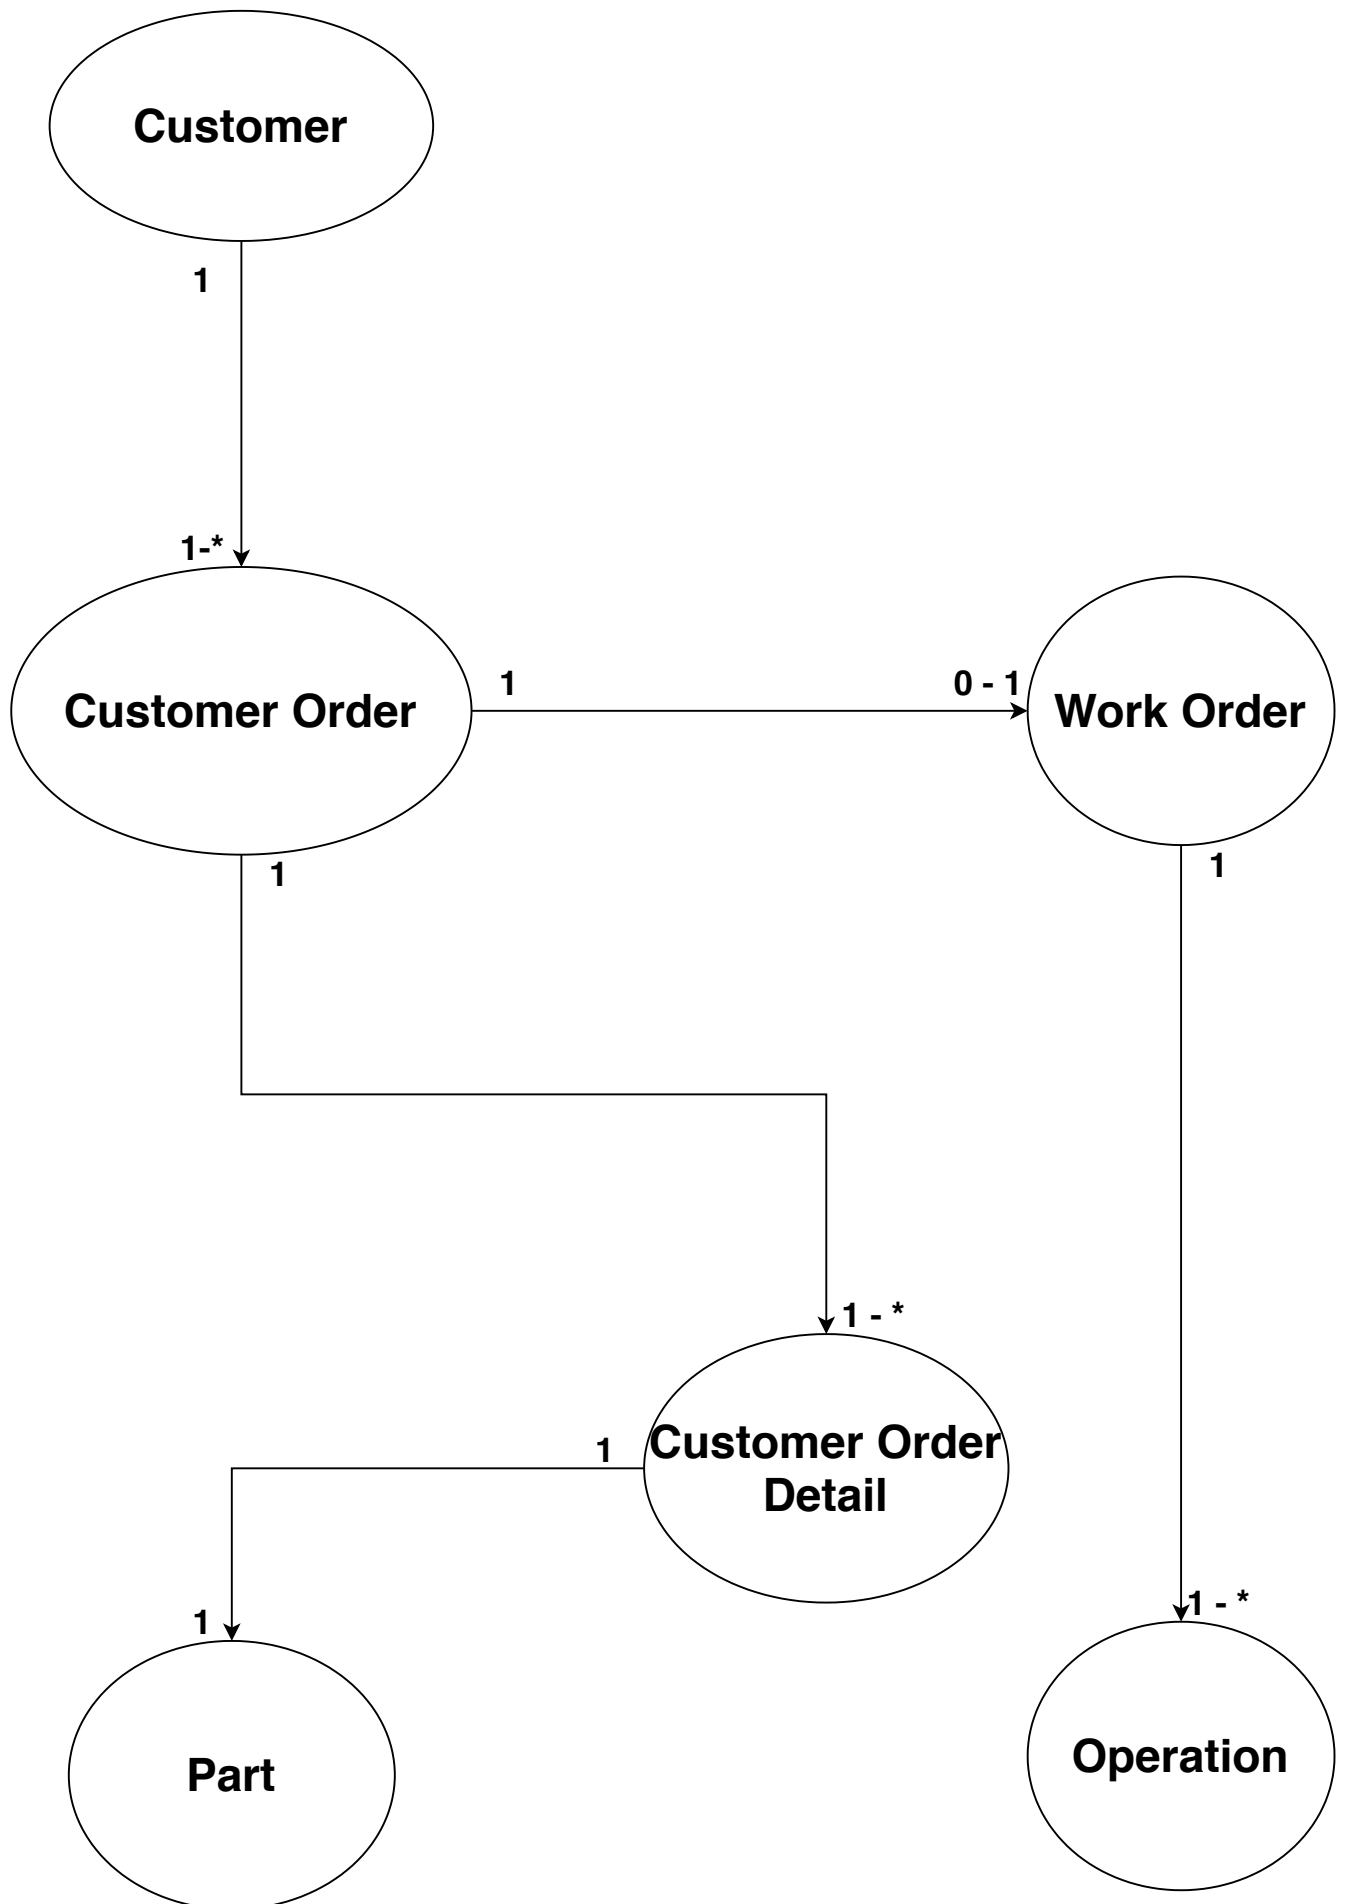 Customer
1
1-*
Customer Order
1
0 - 1
Work Order
1
1
1 - *
Customer Order
Detail
1
1
Part
1 - *
Operation